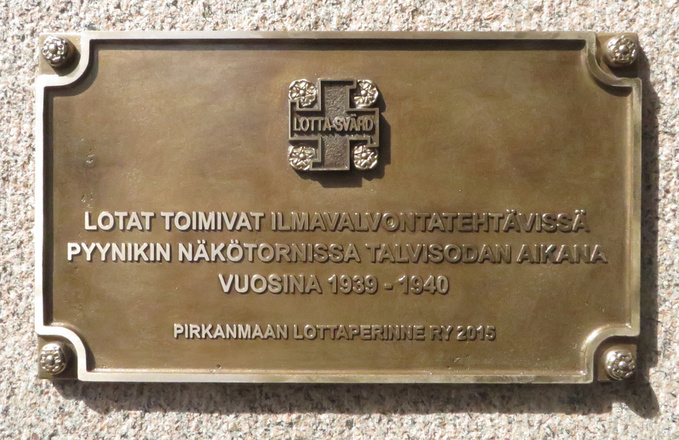 LOTTA-SVÄRD
LOTAT TOIMIVAT ILMAVALVONTATEHTÄVISSÄ
PYYNIKIN NÄKÖTORNISSA TALVISODAN AIKANA
VUOSINA 1939 - 1940
PIRKANMAAN LOTTAPERINNE RY 2015